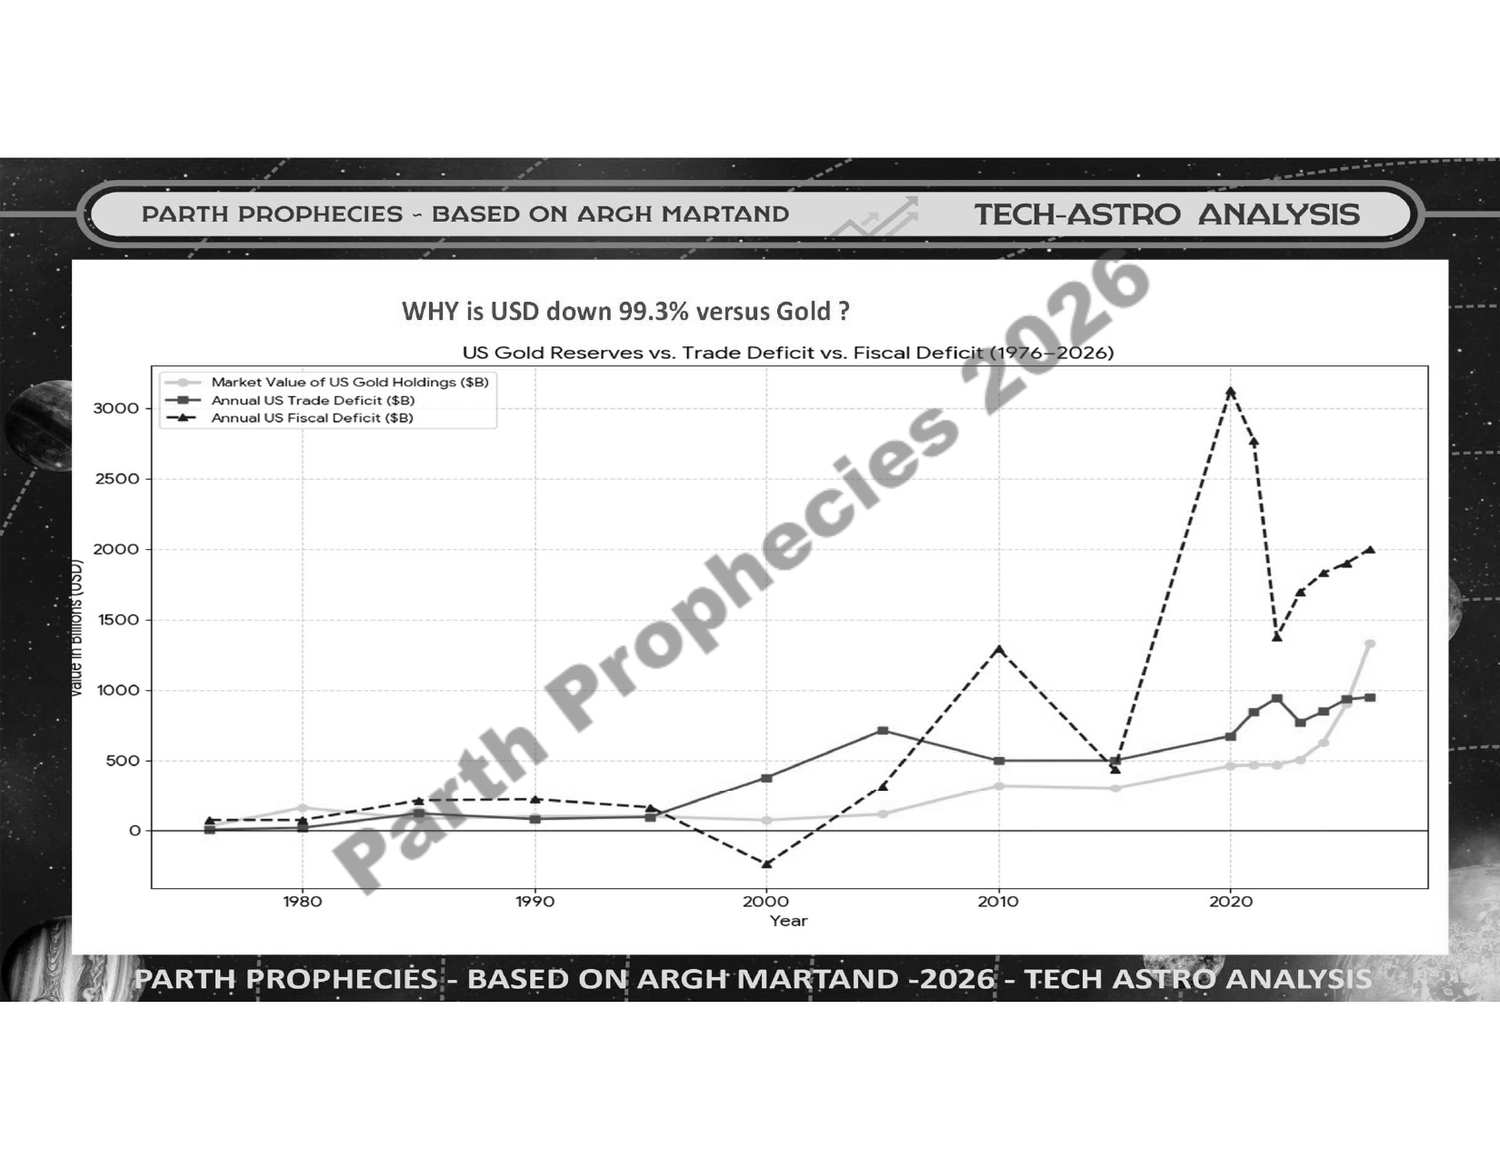 PARTH PROPHECIES ~ BASED ON ARGH MARTAND
TECH-ASTRO ANALYSIS
WHY is USD down 99.3% versus Gold ?
US Gold Reserves vs. Trade Deficit vs. Fiscal Deficit (1976–2026)
Market Value of US Gold Holdings ($B)
Annual US Trade Deficit ($B)
Annual US Fiscal Deficit ($B)
3000
2500
2000
1500
1000
500
0
Value in Billions (USD)
1980
1990
2000
2010
2020
Year
Parth Prophecies 2026
PARTH PROPHECIES - BASED ON ARGH MARTAND -2026 - TECH ASTRO ANALYSIS